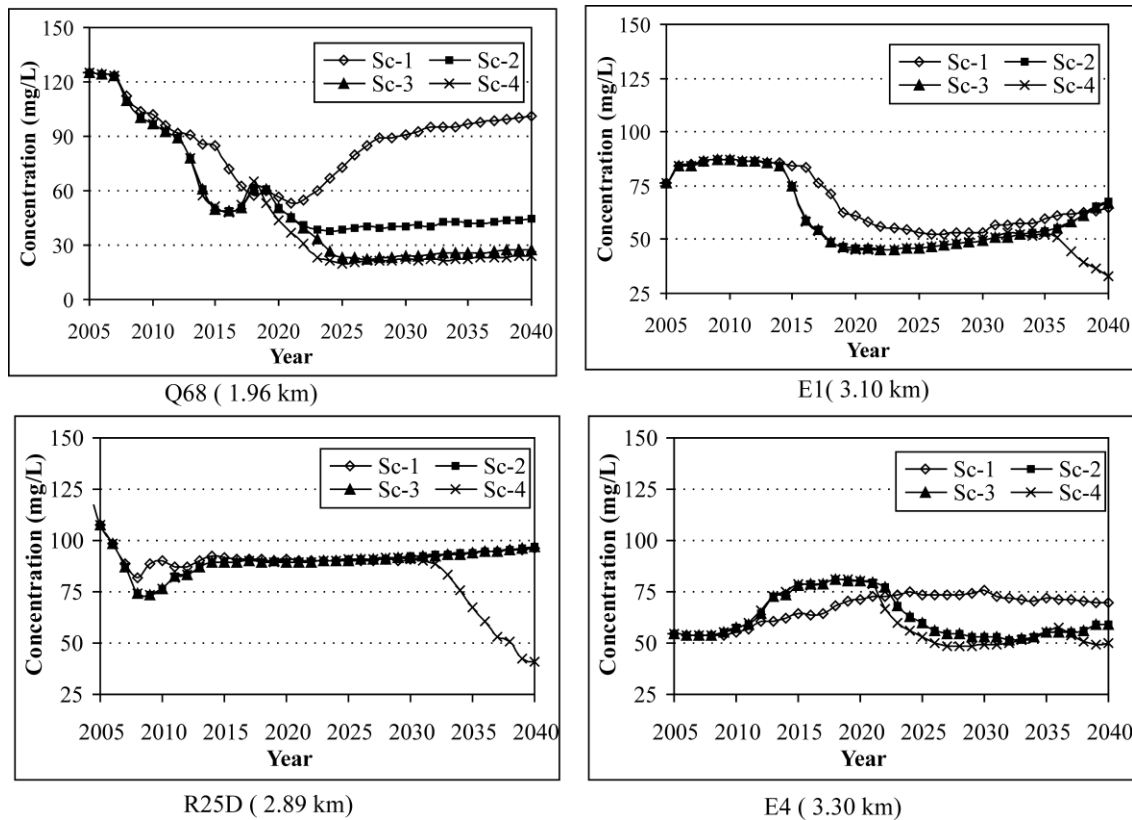 150
120
90
60
30
0
Concentration (mg/L)
Sc-1 Sc-2
Sc-3 Sc-4
2005 2010 2015 2020 2025 2030 2035 2040
Year
Q68 ( 1.96 km)
150
125
100
75
50
25
Concentration (mg/L)
Sc-1 Sc-2
Sc-3 Sc-4
2005 2010 2015 2020 2025 2030 2035 2040
Year
E1( 3.10 km)
150
125
100
75
50
25
Concentration (mg/L)
Sc-1 Sc-2
Sc-3 Sc-4
2005 2010 2015 2020 2025 2030 2035 2040
Year
R25D ( 2.89 km)
150
125
100
75
50
25
Concentration (mg/L)
Sc-1 Sc-2
Sc-3 Sc-4
2005 2010 2015 2020 2025 2030 2035 2040
Year
E4 ( 3.30 km)